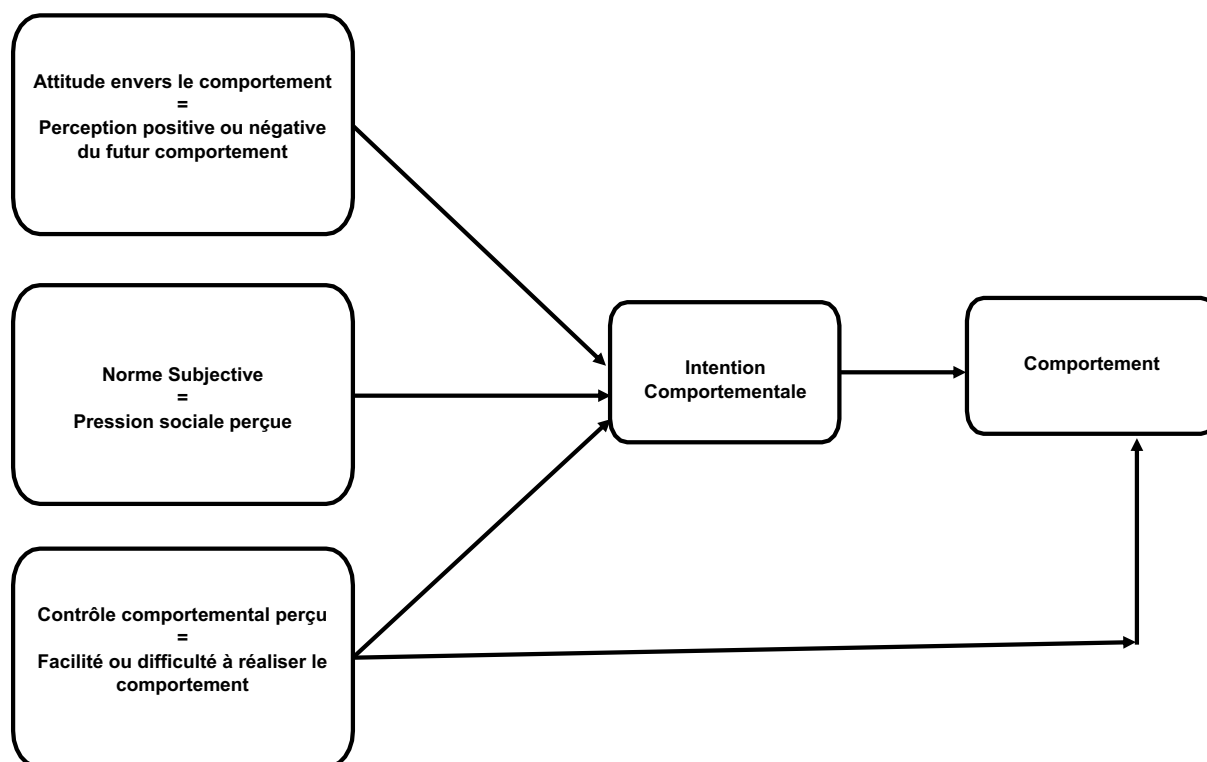 Attitude envers le comportement
=
Perception positive ou négative
du futur comportement
Norme Subjective
=
Pression sociale perçue
Contrôle comportemental perçu
=
Facilité ou difficulté à réaliser le
comportement
Intention
Comportementale
Comportement